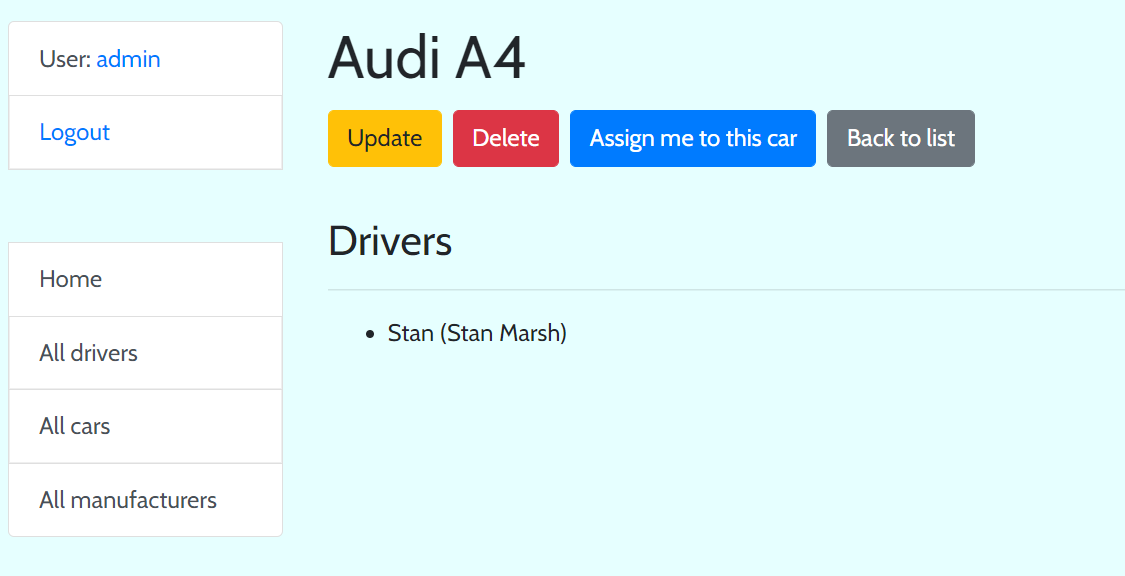 User: admin
Logout
Home
All drivers
All cars
All manufacturers
Audi A4
Update Delete Assign me to this car Back to list
Drivers
Stan (Stan Marsh)